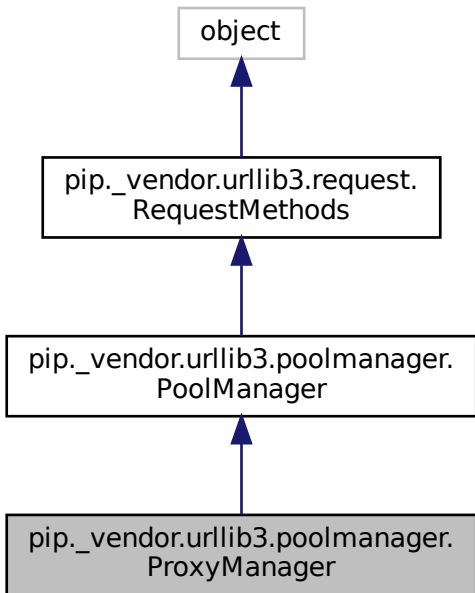 object
pip._vendor.urllib3.request.
RequestMethods
pip._vendor.urllib3.poolmanager.
PoolManager
pip._vendor.urllib3.poolmanager.
ProxyManager